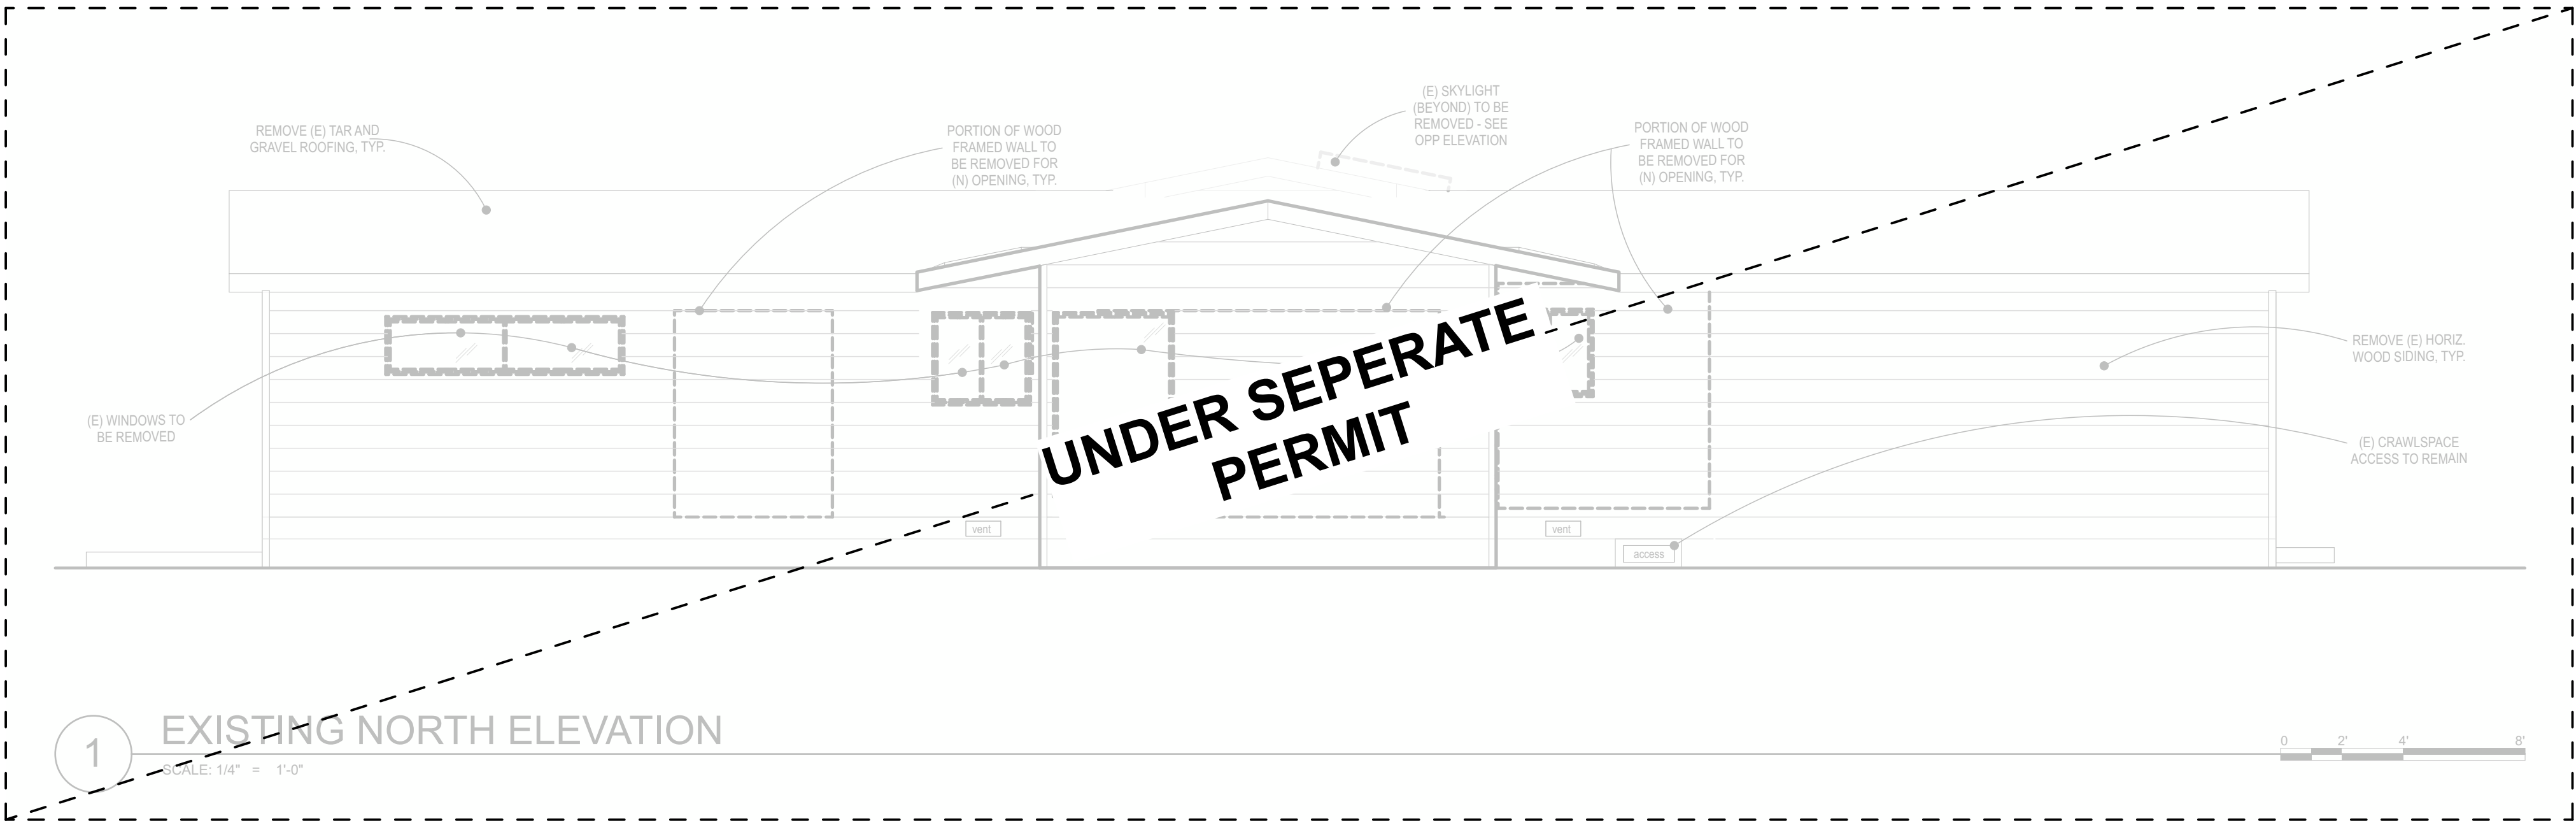 (E) SKYLIGHT
(BEYOND) TO BE
REMOVED - SEE
OPP ELEVATION
REMOVE (E) TAR AND
GRAVEL ROOFING, TYP.
PORTION OF WOOD
FRAMED WALL TO
BE REMOVED FOR
(N) OPENING, TYP.
PORTION OF WOOD
FRAMED WALL TO
BE REMOVED FOR
(N) OPENING, TYP.
REMOVE (E) HORIZ.
WOOD SIDING, TYP.
(E) WINDOWS TO
BE REMOVED
UNDER SEPERATE
PERMIT
(E) CRAWLSPACE
ACCESS TO REMAIN
vent
vent
access
1
EXISTING NORTH ELEVATION
SCALE: 1/4" = 1'-0"
0 2' 4' 8'